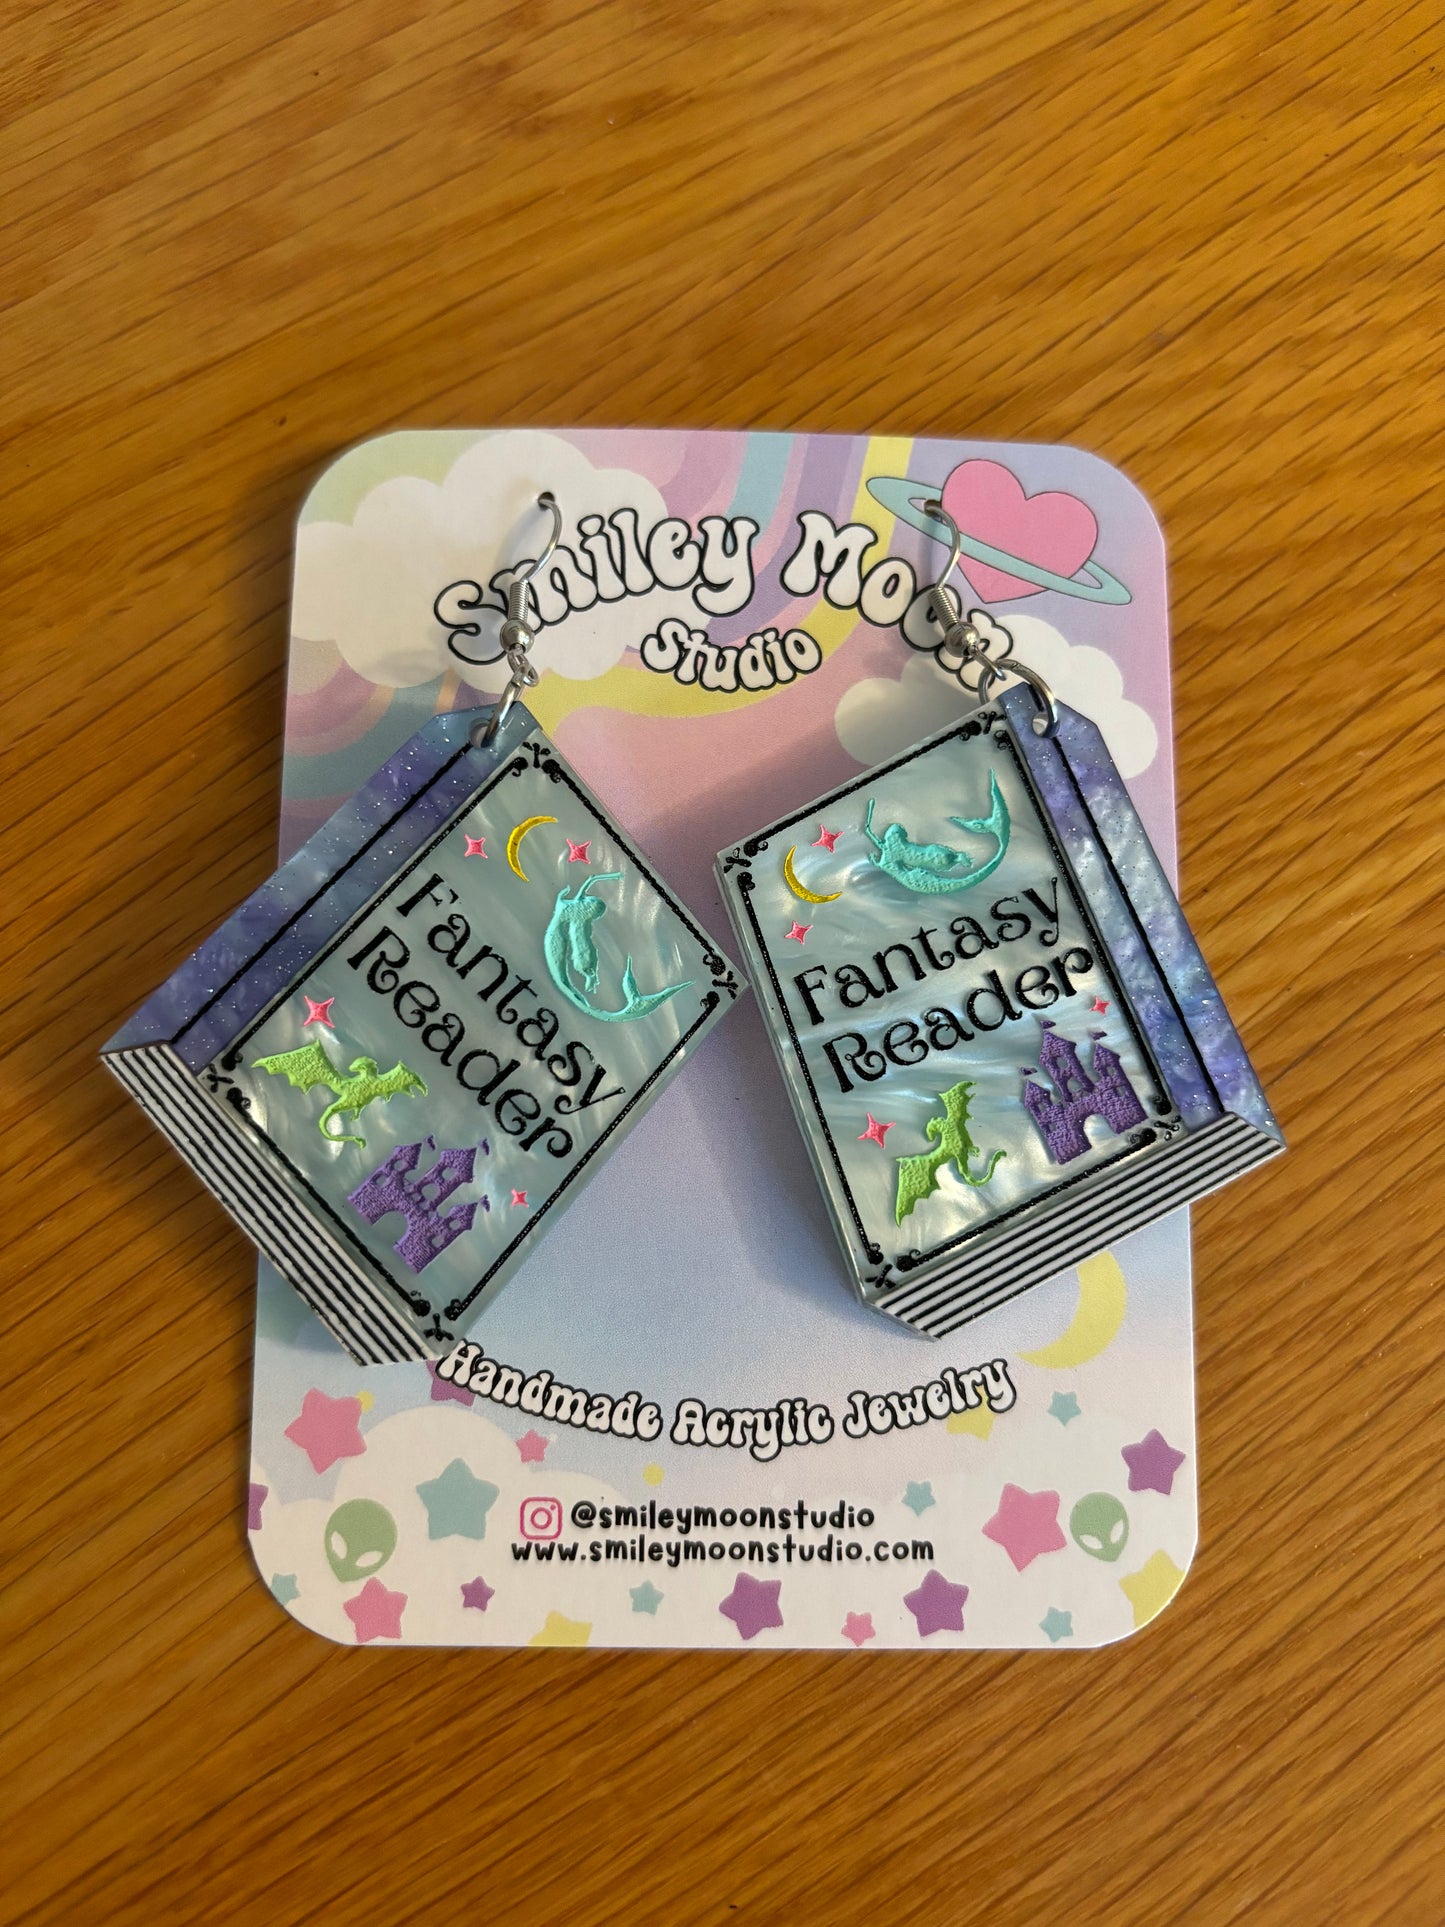 Smiley Moon
Studio
Fantasy
Reader
Fantasy
Reader
Handmade Acrylic Jewelry
@smileymoonstudio
www.smileymoonstudio.com